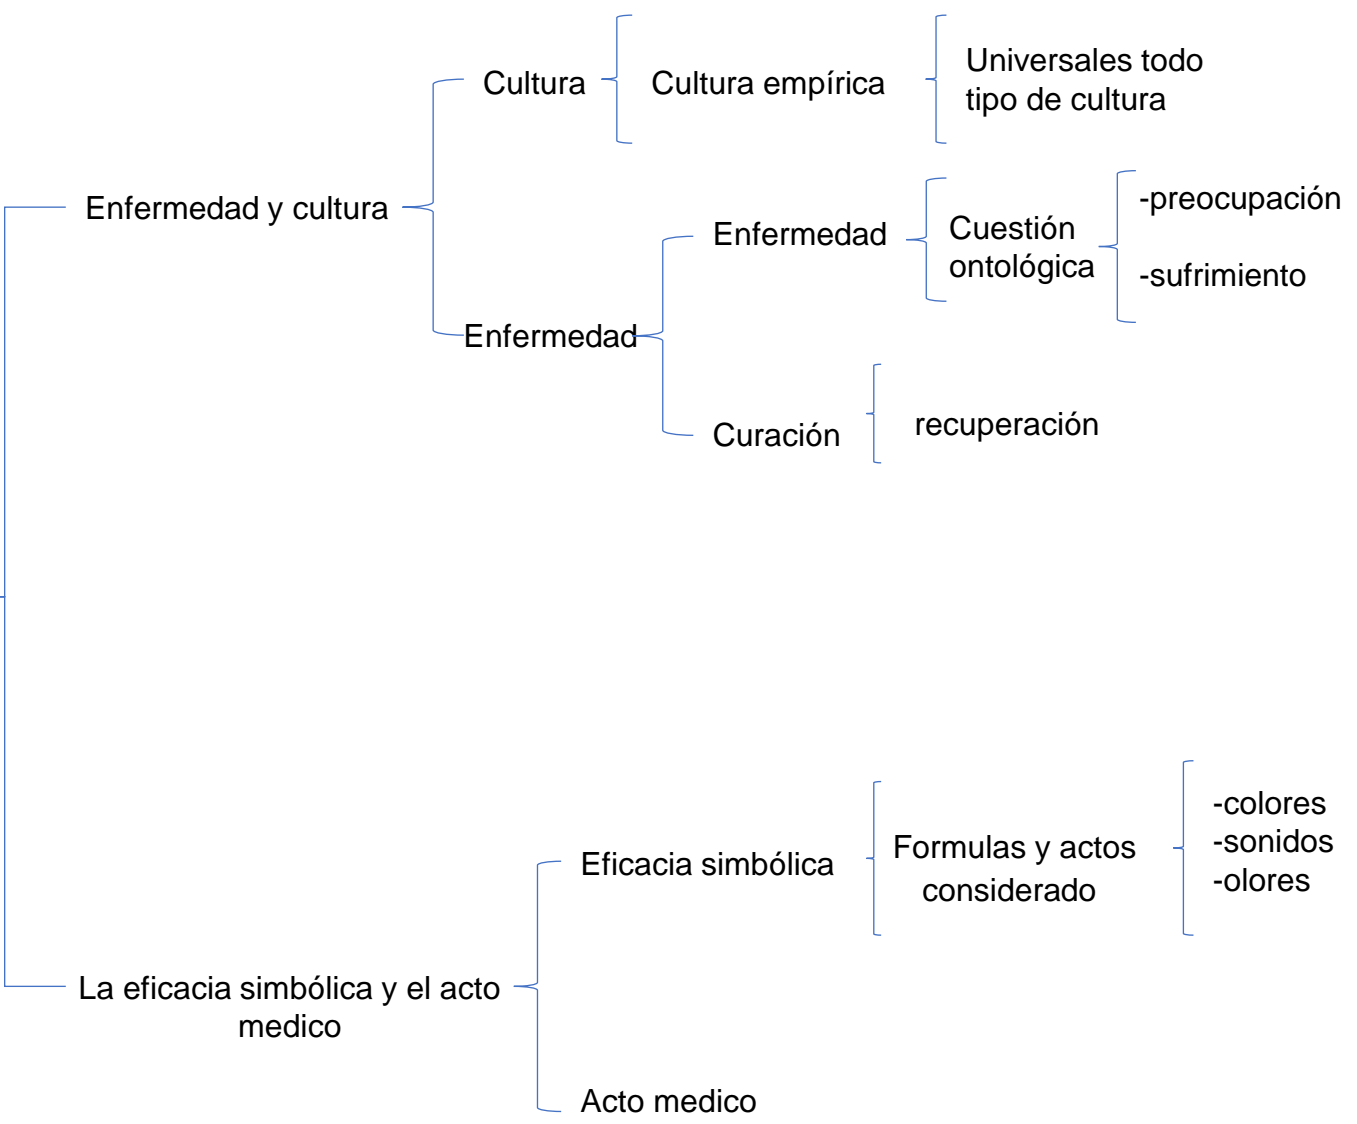 Cultura
Cultura empírica
Universales todo
tipo de cultura
Enfermedad y cultura
Enfermedad
Enfermedad
Cuestión
ontológica
-preocupación
-sufrimiento
Curación
recuperación
La eficacia simbólica y el acto
medico
Eficacia simbólica
Formulas y actos
considerado
-colores
-sonidos
-olores
Acto medico